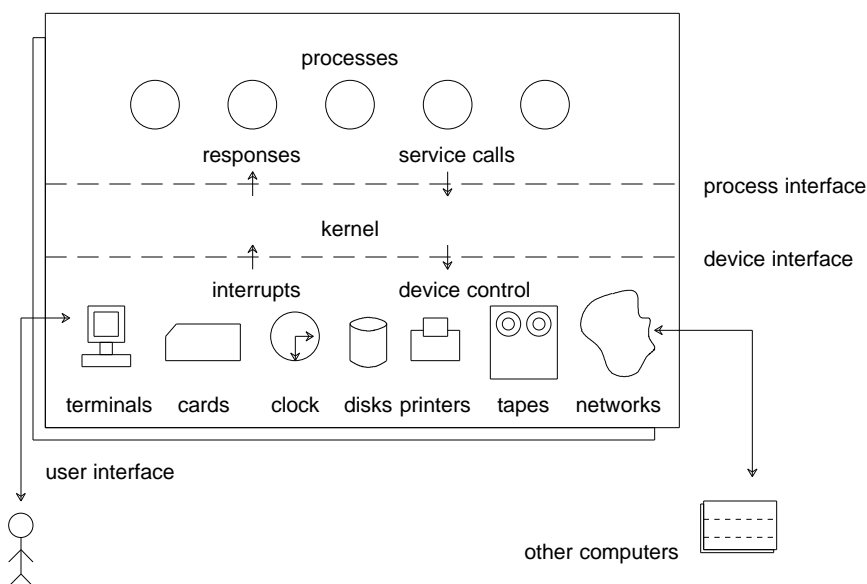 processes
responses
service calls
process interface
kernel
device interface
interrupts
device control
terminals
cards
clock
disks
printers
tapes
networks
user interface
other computers